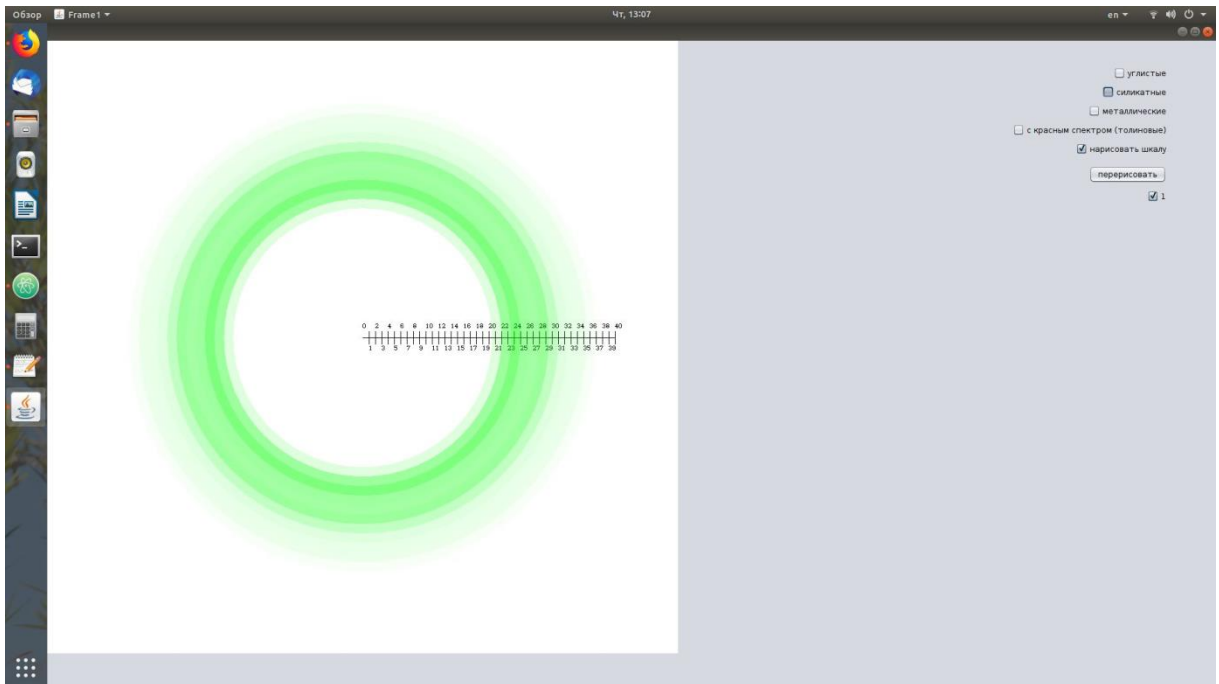 Обзор Frame1 Чт, 13:07 en
углистые
силикатные
металлические
с красным спектром (толиновые)
нарисовать шкалу
перерисовать
1
0 2 4 6 8 10 12 14 16 18 20 22 24 26 28 30 32 34 36 38 40
1 3 5 7 9 11 13 15 17 19 21 23 25 27 29 31 33 35 37 39